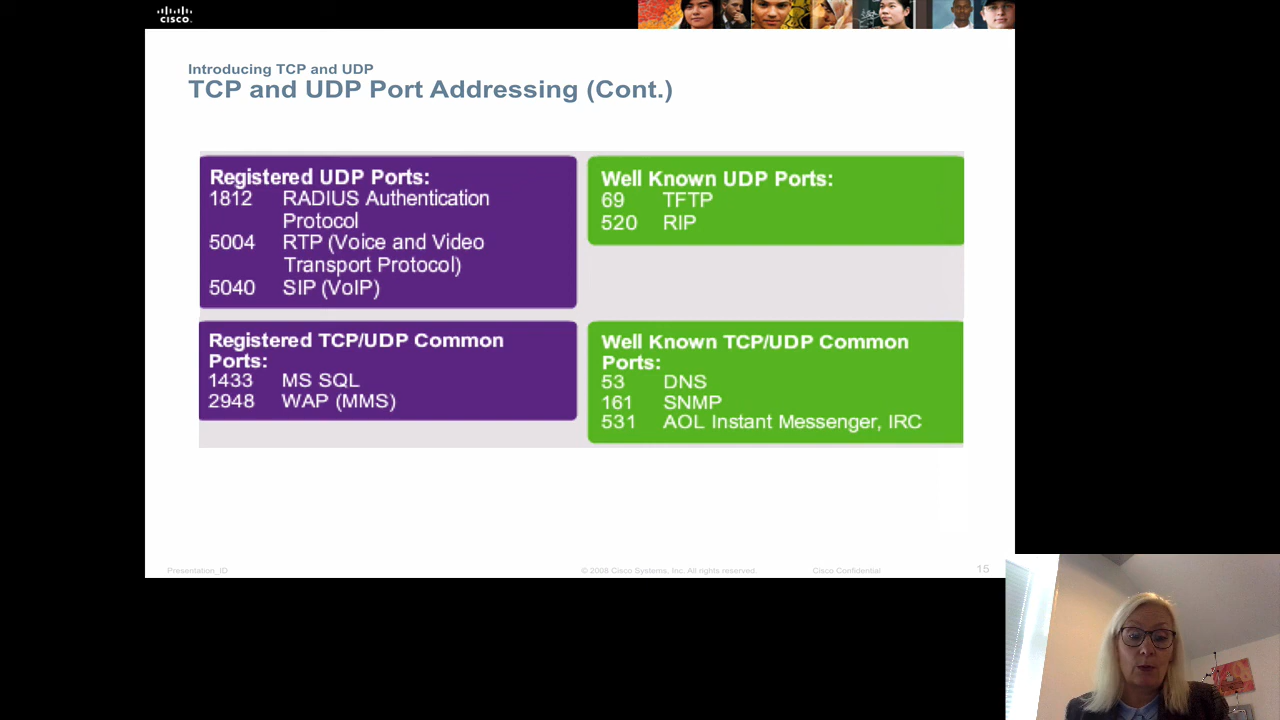 CISCO
Introducing TCP and UDP
TCP and UDP Port Addressing (Cont.)
Registered UDP Ports:
1812 RADIUS Authentication
Protocol
5004 RTP (Voice and Video
Transport Protocol)
5040 SIP (VoIP)
Well Known UDP Ports:
69 TFTP
520 RIP
Registered TCP/UDP Common
Ports:
1433 MS SQL
2948 WAP (MMS)
Well Known TCP/UDP Common
Ports:
53 DNS
161 SNMP
531 AOL Instant Messenger, IRC
Presentation_ID
© 2008 Cisco Systems, Inc. All rights reserved.
Cisco Confidential
15